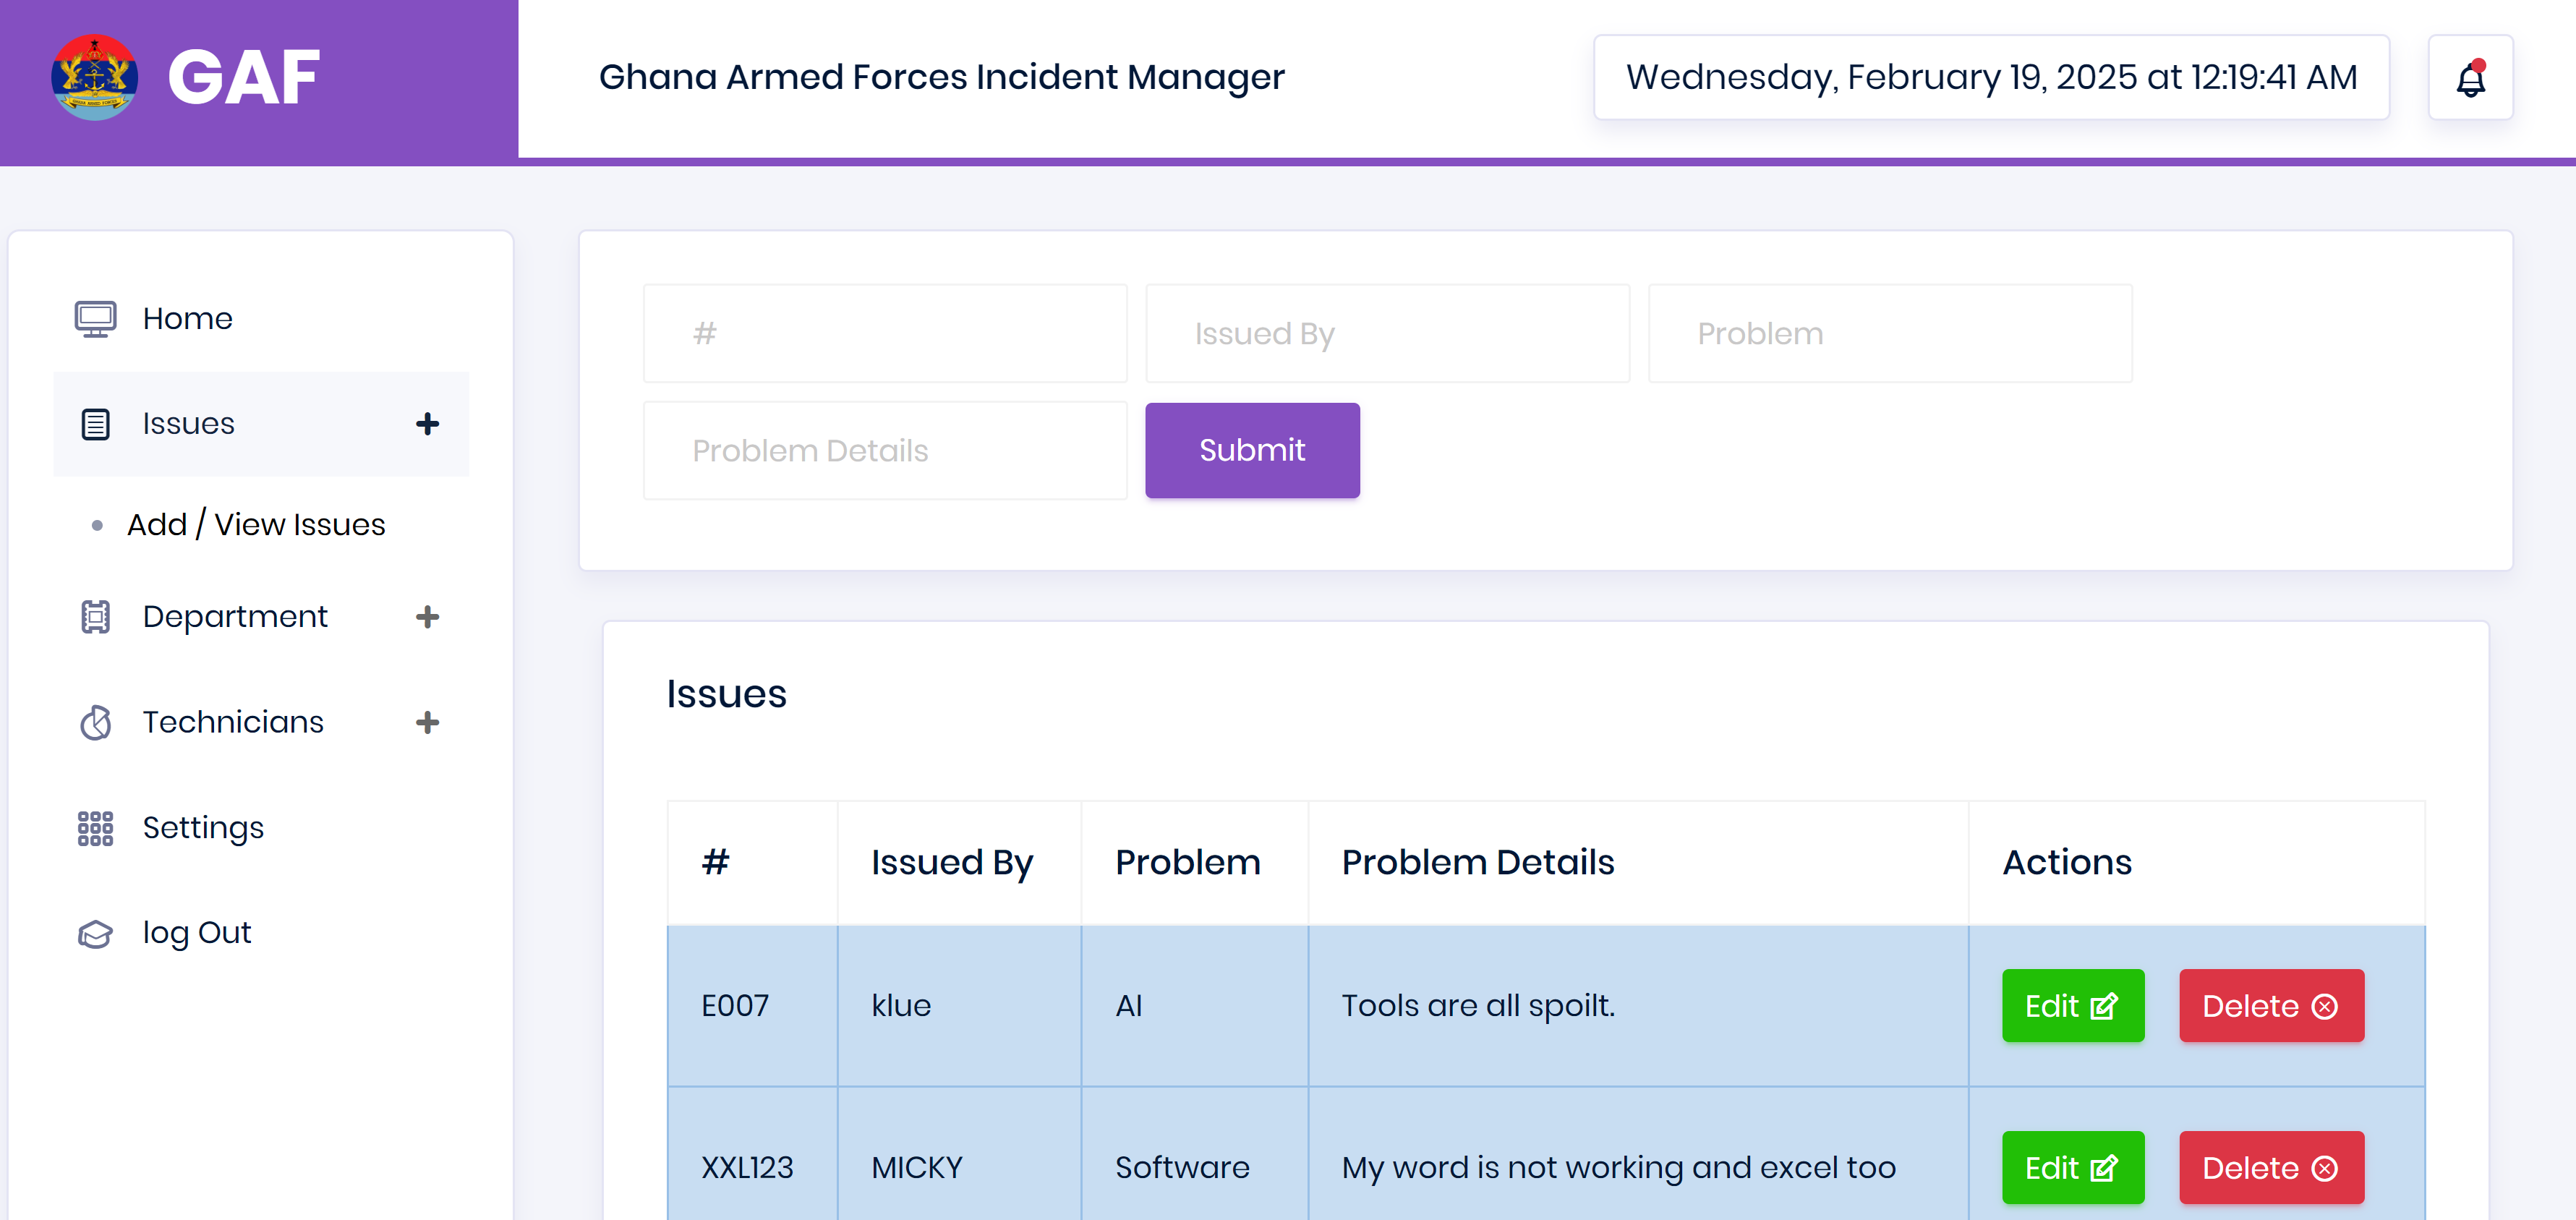 GAF
Ghana Armed Forces Incident Manager
Wednesday, February 19, 2025 at 12:19:41 AM
Home
Issues
Add / View Issues
Department
Technicians
Settings
log Out
# Issued By Problem
Problem Details Submit
Issues
# Issued By Problem Problem Details Actions
E007 klue AI Tools are all spoilt. Edit Delete
XXL123 MICKY Software My word is not working and excel too Edit Delete